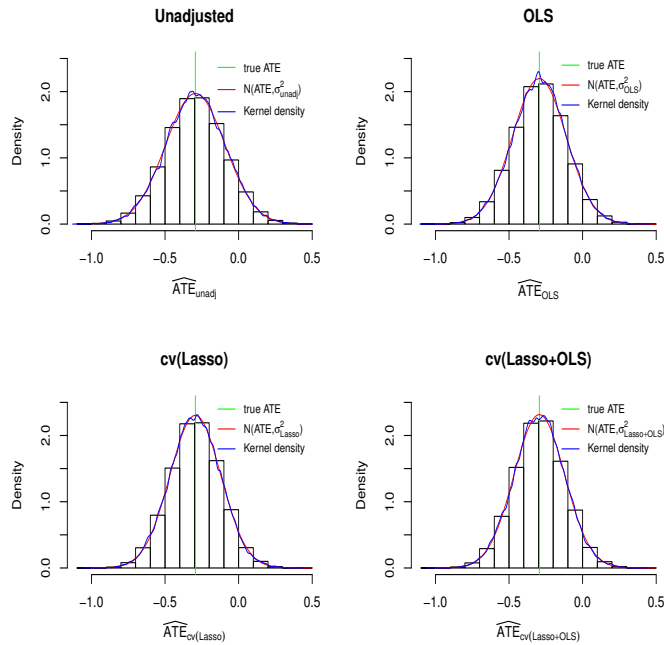 Unadjusted
Density
0.0 1.0 2.0
true ATE
N(ATE,σ²unadj)
Kernel density
−1.0 −0.5 0.0 0.5
ATÊunadj
OLS
Density
0.0 1.0 2.0
true ATE
N(ATE,σ²OLS)
Kernel density
−1.0 −0.5 0.0 0.5
ATÊOLS
cv(Lasso)
Density
0.0 1.0 2.0
true ATE
N(ATE,σ²Lasso)
Kernel density
−1.0 −0.5 0.0 0.5
ATÊcv(Lasso)
cv(Lasso+OLS)
Density
0.0 1.0 2.0
true ATE
N(ATE,σ²Lasso+OLS)
Kernel density
−1.0 −0.5 0.0 0.5
ATÊcv(Lasso+OLS)